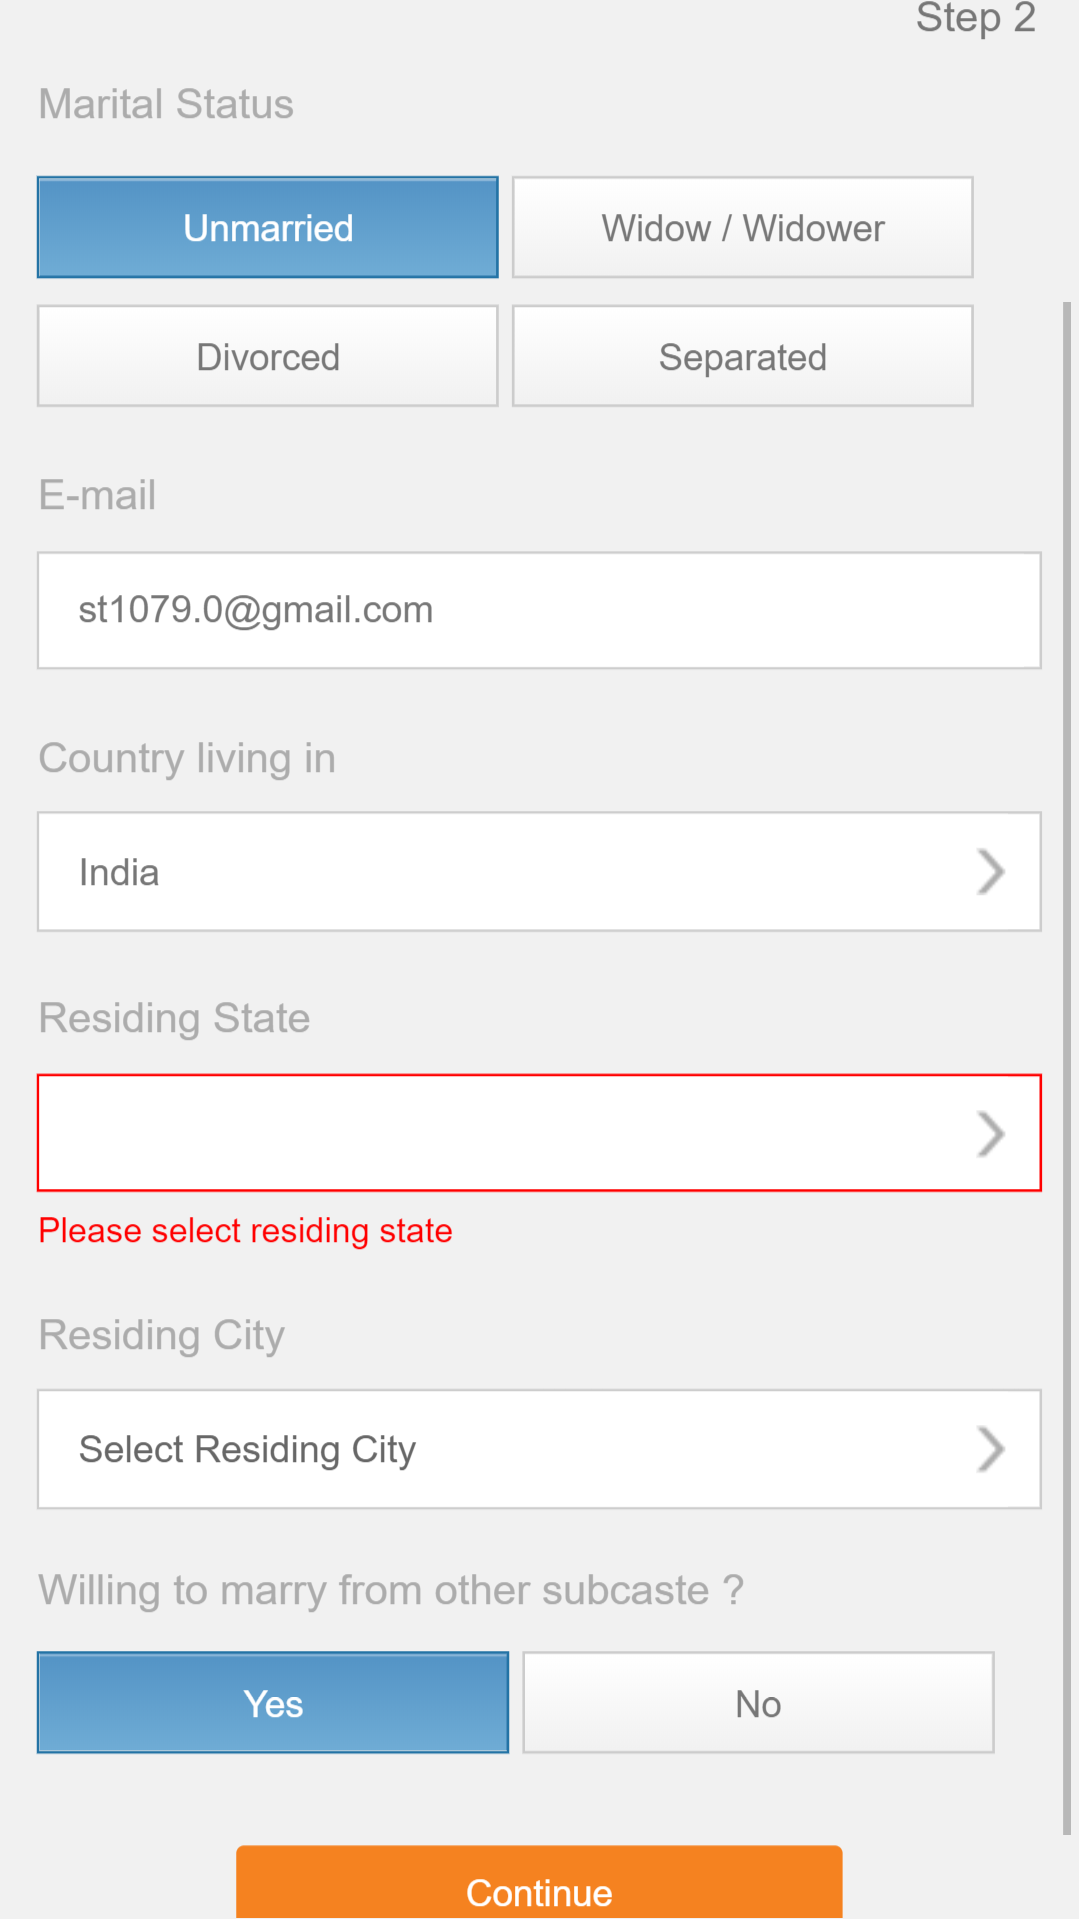 Step 2
Marital Status
Unmarried
Widow / Widower
Divorced
Separated
E-mail
st1079.0@gmail.com
Country living in
India
Residing State
Please select residing state
Residing City
Select Residing City
Willing to marry from other subcaste ?
Yes
No
Continue